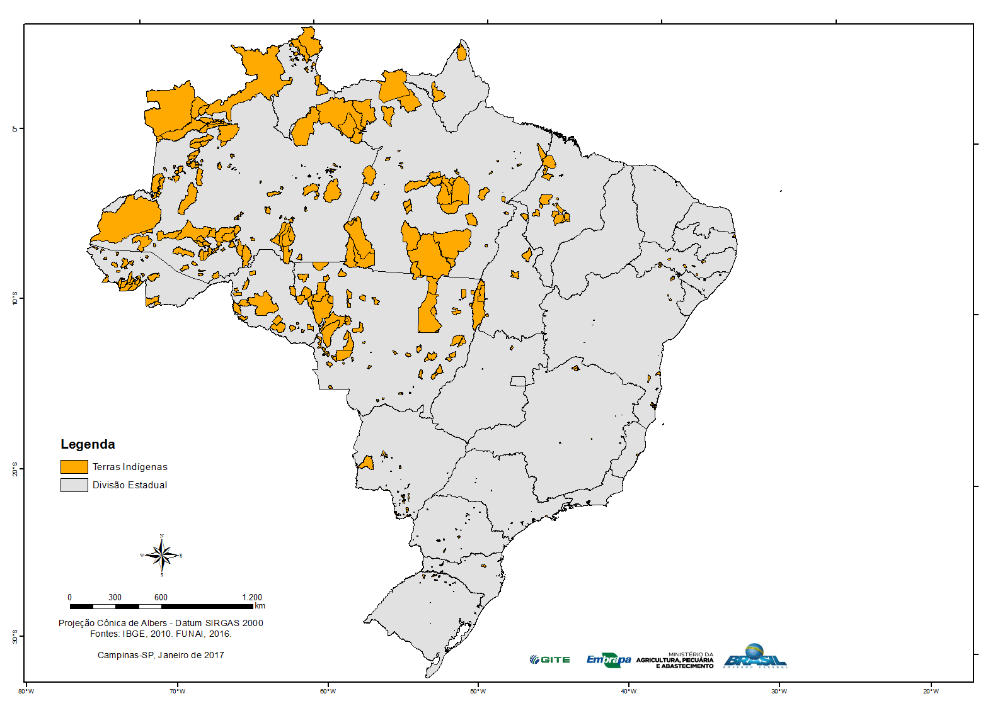 0°
10°S
20°S
30°S
Legenda
Terras Indígenas
Divisão Estadual
N
W
E
S
0 300 600 1.200
km
Projeção Cônica de Albers - Datum SIRGAS 2000
Fontes: IBGE, 2010. FUNAI, 2016.
Campinas-SP, Janeiro de 2017
GITE
Embrapa
MINISTÉRIO DA
AGRICULTURA, PECUÁRIA
E ABASTECIMENTO
BRASIL
GOVERNO FEDERAL
80°W 70°W 60°W 50°W 40°W 30°W 20°W